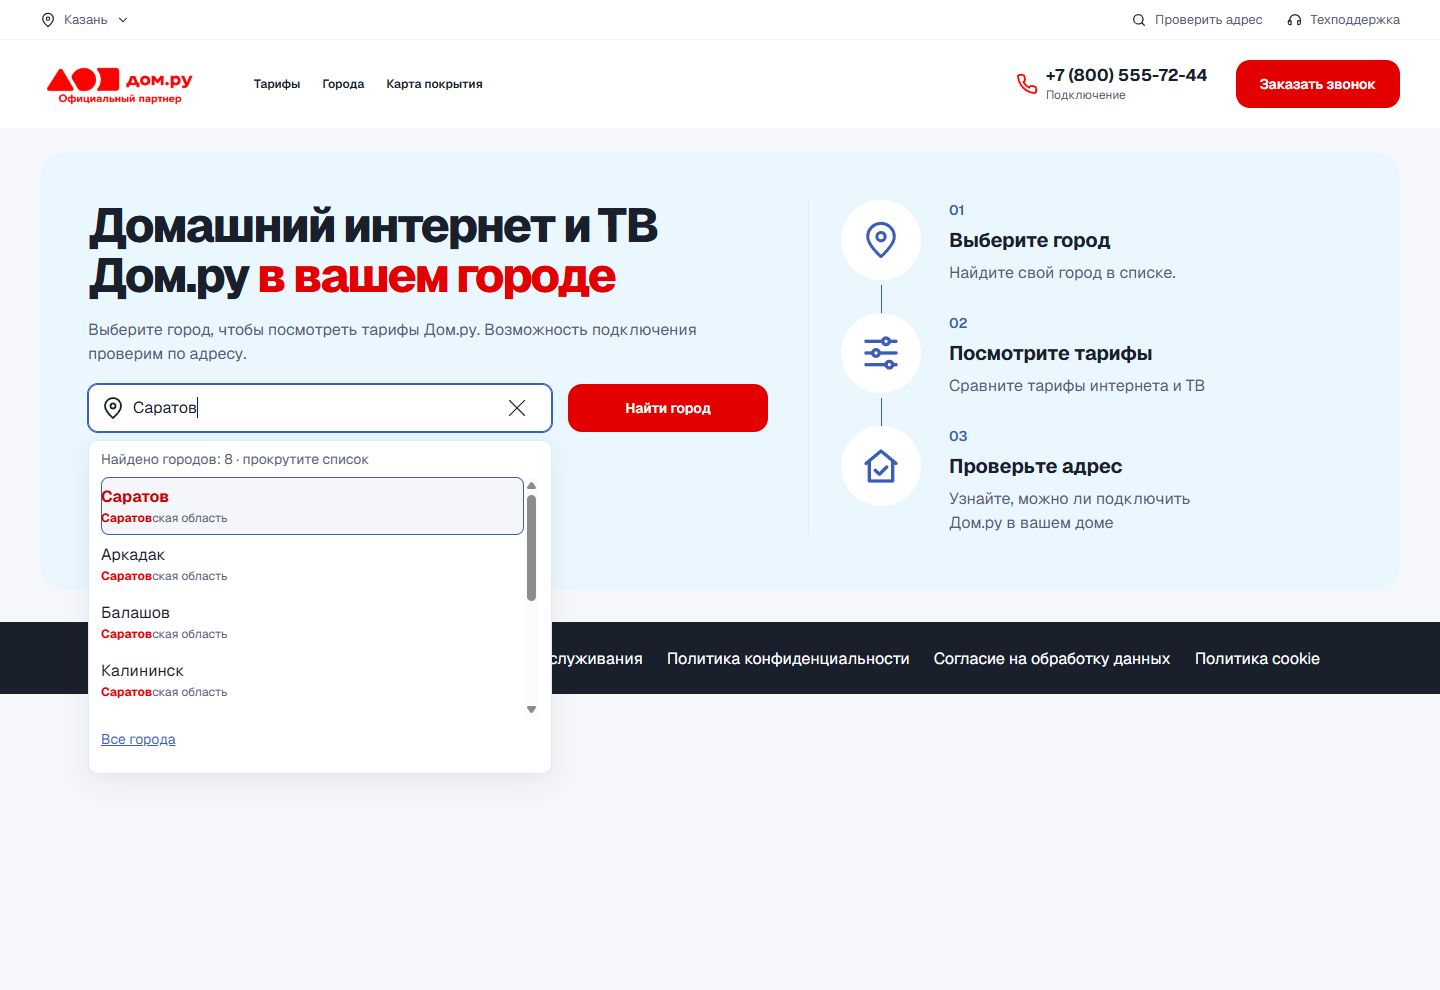 Казань
Проверить адрес
Техподдержка
дом.ру
Официальный партнер
Тарифы
Города
Карта покрытия
+7 (800) 555-72-44
Подключение
Заказать звонок
Домашний интернет и ТВ
Дом.ру в вашем городе
Выберите город, чтобы посмотреть тарифы Дом.ру. Возможность подключения
проверим по адресу.
Саратов
Найти город
Найдено городов: 8 · прокрутите список
Саратов
Саратовская область
Аркадак
Саратовская область
Балашов
Саратовская область
Калининск
Саратовская область
Все города
01
Выберите город
Найдите свой город в списке.
02
Посмотрите тарифы
Сравните тарифы интернета и ТВ
03
Проверьте адрес
Узнайте, можно ли подключить
Дом.ру в вашем доме
служивания
Политика конфиденциальности
Согласие на обработку данных
Политика cookie